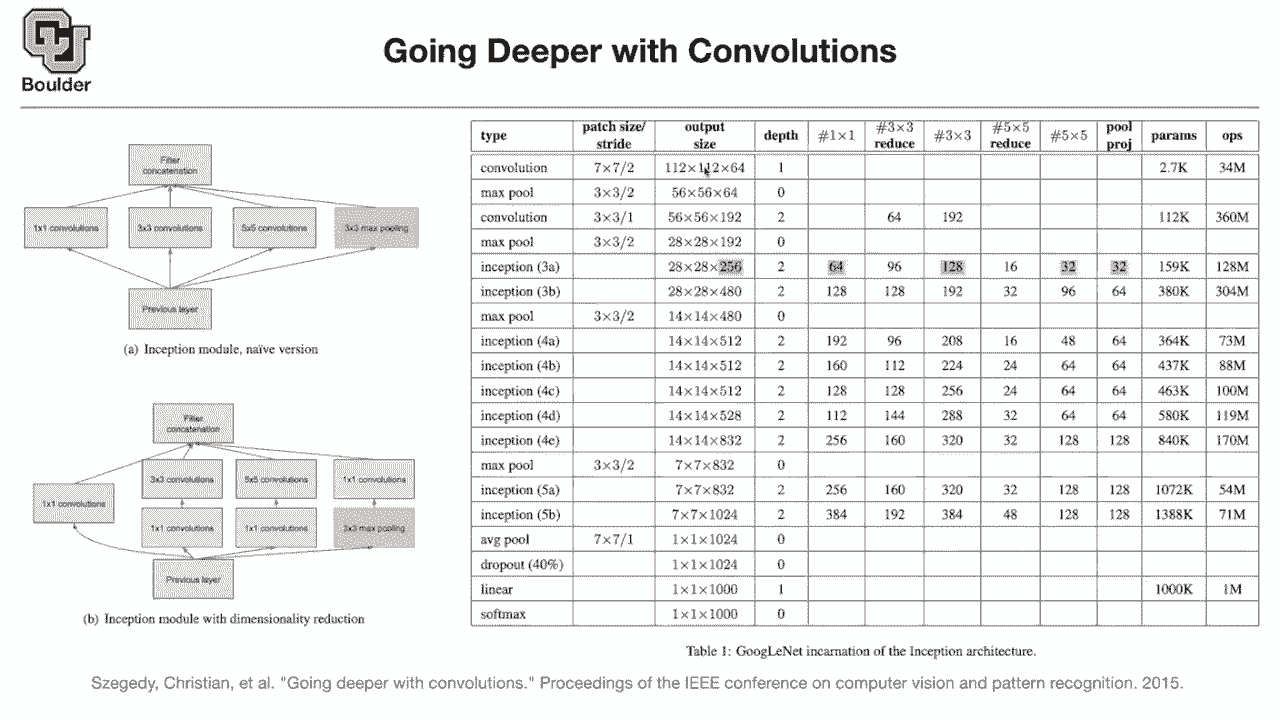 Boulder
Going Deeper with Convolutions
Filter
concatenation
1x1 convolutions
3x3 convolutions
5x5 convolutions
3x3 max pooling
Previous layer
(a) Inception module, naïve version
Filter
concatenation
3x3 convolutions
5x5 convolutions
1x1 convolutions
1x1 convolutions
1x1 convolutions
1x1 convolutions
3x3 max pooling
Previous layer
(b) Inception module with dimensionality reduction
type patch size/ stride output size depth #1×1 #3×3 reduce #3×3 #5×5 reduce #5×5 pool proj params ops
convolution 7×7/2 112×112×64 1 2.7K 34M
max pool 3×3/2 56×56×64 0
convolution 3×3/1 56×56×192 2 64 192 112K 360M
max pool 3×3/2 28×28×192 0
inception (3a) 28×28×256 2 64 96 128 16 32 32 159K 128M
inception (3b) 28×28×480 2 128 128 192 32 96 64 380K 304M
max pool 3×3/2 14×14×480 0
inception (4a) 14×14×512 2 192 96 208 16 48 64 364K 73M
inception (4b) 14×14×512 2 160 112 224 24 64 64 437K 88M
inception (4c) 14×14×512 2 128 128 256 24 64 64 463K 100M
inception (4d) 14×14×528 2 112 144 288 32 64 64 580K 119M
inception (4e) 14×14×832 2 256 160 320 32 128 128 840K 170M
max pool 3×3/2 7×7×832 0
inception (5a) 7×7×832 2 256 160 320 32 128 128 1072K 54M
inception (5b) 7×7×1024 2 384 192 384 48 128 128 1388K 71M
avg pool 7×7/1 1×1×1024 0
dropout (40%) 1×1×1024 0
linear 1×1×1000 1 1000K 1M
softmax 1×1×1000 0
Table 1: GoogLeNet incarnation of the Inception architecture.
Szegedy, Christian, et al. "Going deeper with convolutions." Proceedings of the IEEE conference on computer vision and pattern recognition. 2015.